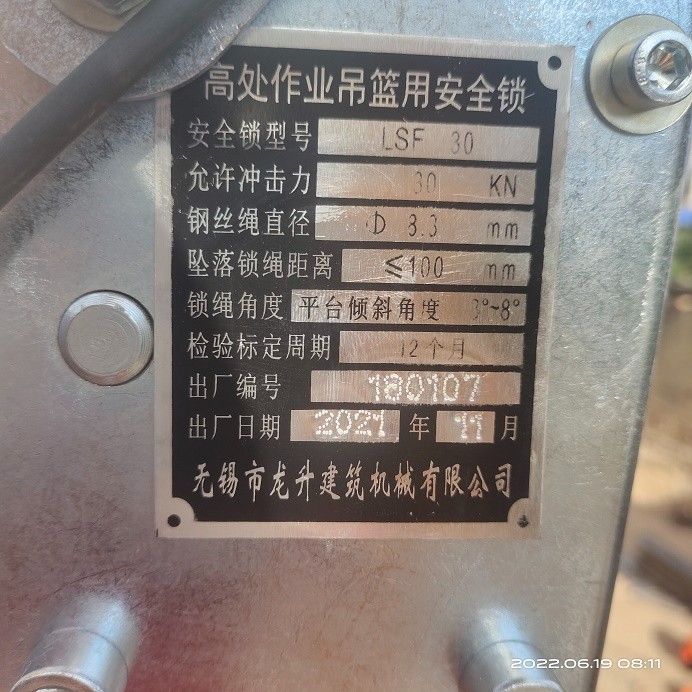 高处作业吊篮用安全锁
安全锁型号 LSF 30
允许冲击力 30 KN
钢丝绳直径 Φ 8.3 mm
坠落锁绳距离 ≤100 mm
锁绳角度 平台倾斜角度 3°~8°
检验标定周期 12个月
出厂编号 180107
出厂日期 2021 年 11 月
无锡市龙升建筑机械有限公司
2022.06.19 08:11